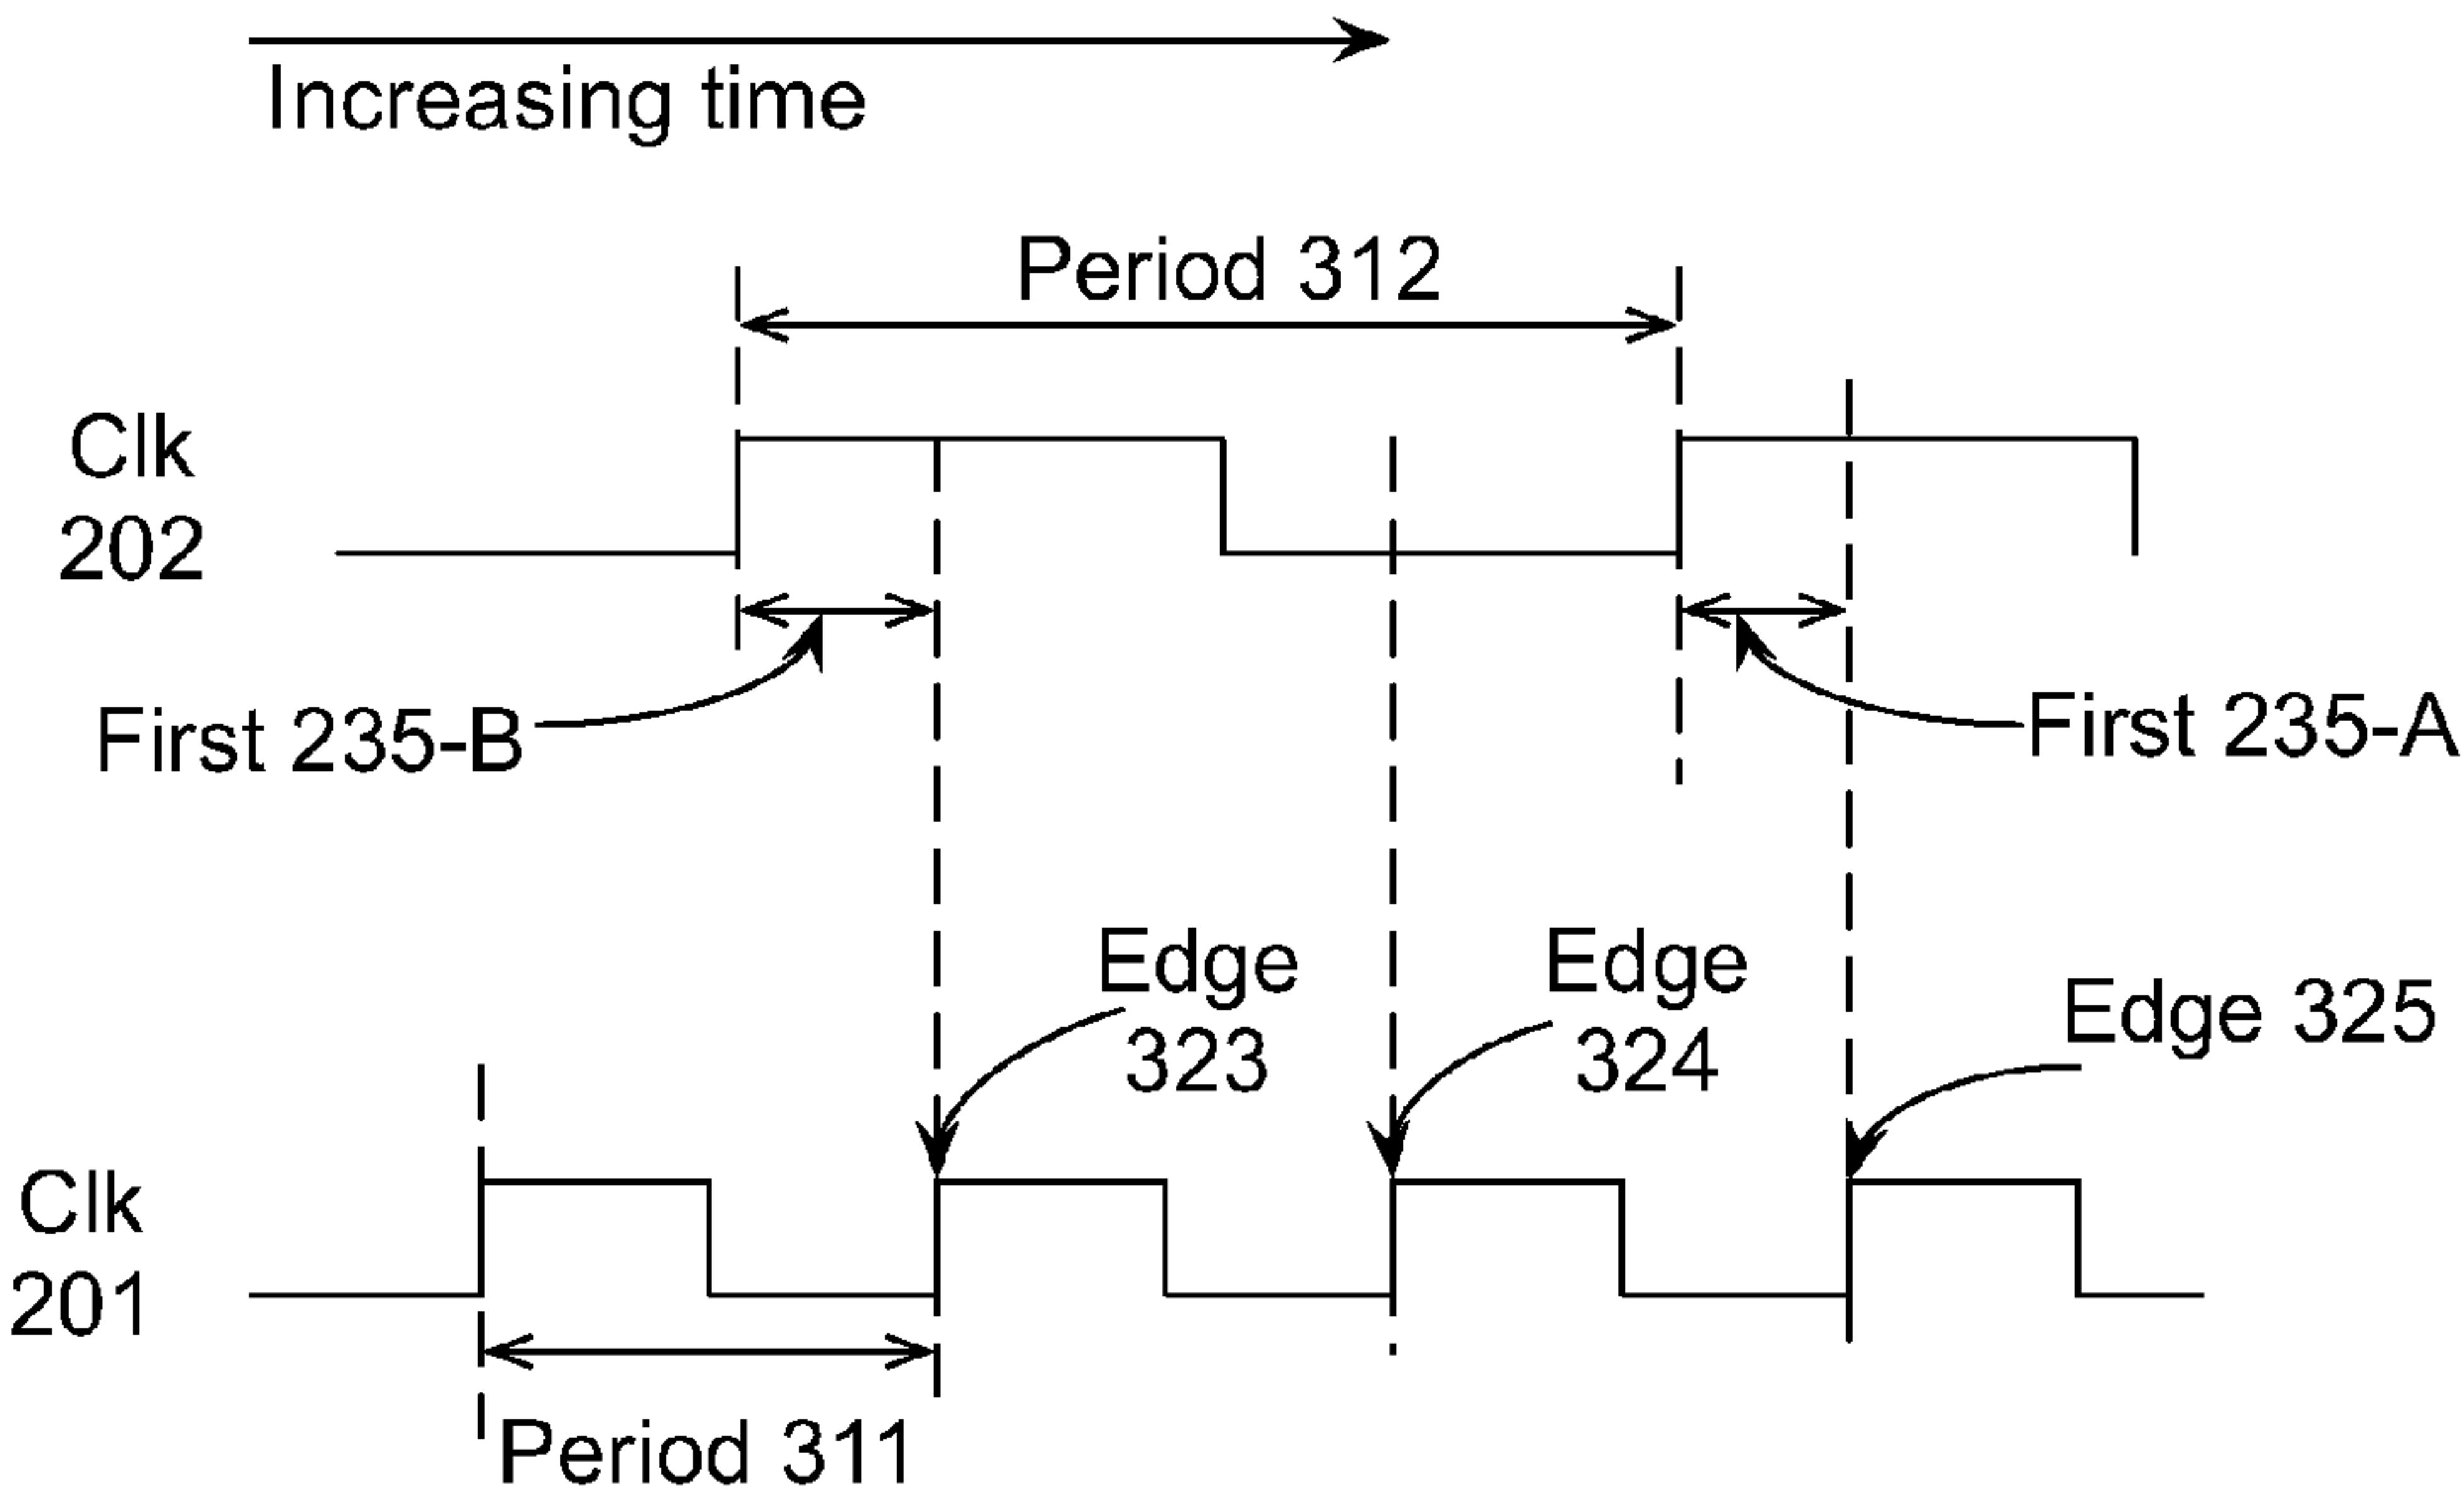 Increasing time
Period 312
Clk
202
First 235-B
First 235-A
Edge
323
Edge
324
Edge 325
Clk
201
Period 311